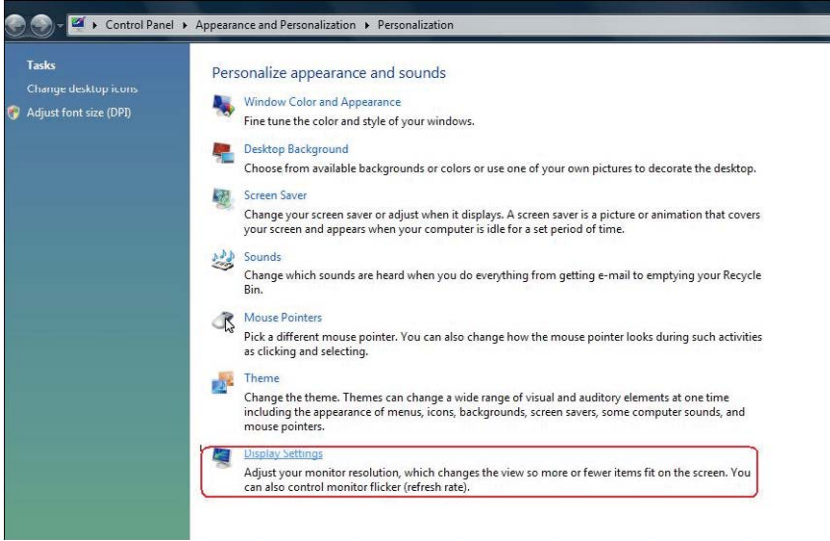 Control Panel ▸ Appearance and Personalization ▸ Personalization
Tasks
Change desktop icons
Adjust font size (DPI)
Personalize appearance and sounds
Window Color and Appearance
Fine tune the color and style of your windows.
Desktop Background
Choose from available backgrounds or colors or use one of your own pictures to decorate the desktop.
Screen Saver
Change your screen saver or adjust when it displays. A screen saver is a picture or animation that covers
your screen and appears when your computer is idle for a set period of time.
Sounds
Change which sounds are heard when you do everything from getting e-mail to emptying your Recycle
Bin.
Mouse Pointers
Pick a different mouse pointer. You can also change how the mouse pointer looks during such activities
as clicking and selecting.
Theme
Change the theme. Themes can change a wide range of visual and auditory elements at one time
including the appearance of menus, icons, backgrounds, screen savers, some computer sounds, and
mouse pointers.
Display Settings
Adjust your monitor resolution, which changes the view so more or fewer items fit on the screen. You
can also control monitor flicker (refresh rate).